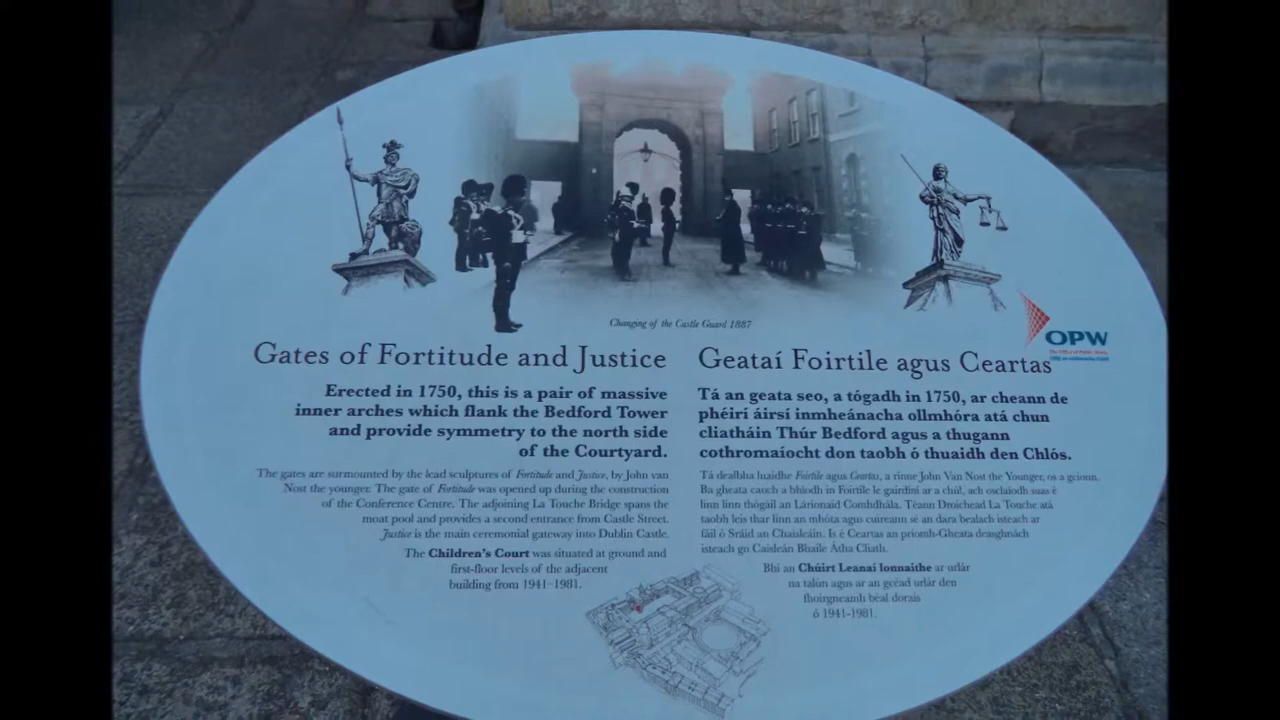 Changing of the Castle Guard 1887
OPW
The Office of Public Works
Gates of Fortitude and Justice
Erected in 1750, this is a pair of massive
inner arches which flank the Bedford Tower
and provide symmetry to the north side
of the Courtyard.
The gates are surmounted by the lead sculptures of Fortitude and Justice, by John van
Nost the younger. The gate of Fortitude was opened up during the construction
of the Conference Centre. The adjoining La Touche Bridge spans the
moat pool and provides a second entrance from Castle Street.
Justice is the main ceremonial gateway into Dublin Castle.
The Children's Court was situated at ground and
first-floor levels of the adjacent
building from 1941–1981.
Geataí Foirtile agus Ceartas
Tá an geata seo, a tógadh in 1750, ar cheann de
phéirí áirsí inmheánacha ollmhóra atá chun
cliatháin Thúr Bedford agus a thugann
cothromaíocht don taobh ó thuaidh den Chlós.
Tá dealbha luaidhe Foirtile agus Ceartas, a rinne John Van Nost the Younger, os a gcionn.
Ba gheata caoch a bhíodh in Foirtile le gairdíní ar a chúl, ach osclaíodh suas é
linn linn thógáil an Lárionaid Comhdhála. Téann Droichead La Touche atá
taobh leis thar linn an mhóta agus cuireann sé an dara bealach isteach ar
fáil ó Sráid an Chaisleáin. Is é Ceartas an príomh-Gheata deasghnách
isteach go Caisleán Bhaile Átha Cliath.
Bhí an Chúirt Leanaí lonnaithe ar urlár
na talún agus ar an gcéad urlár den
fhoirgneamh béal dorais
ó 1941-1981.